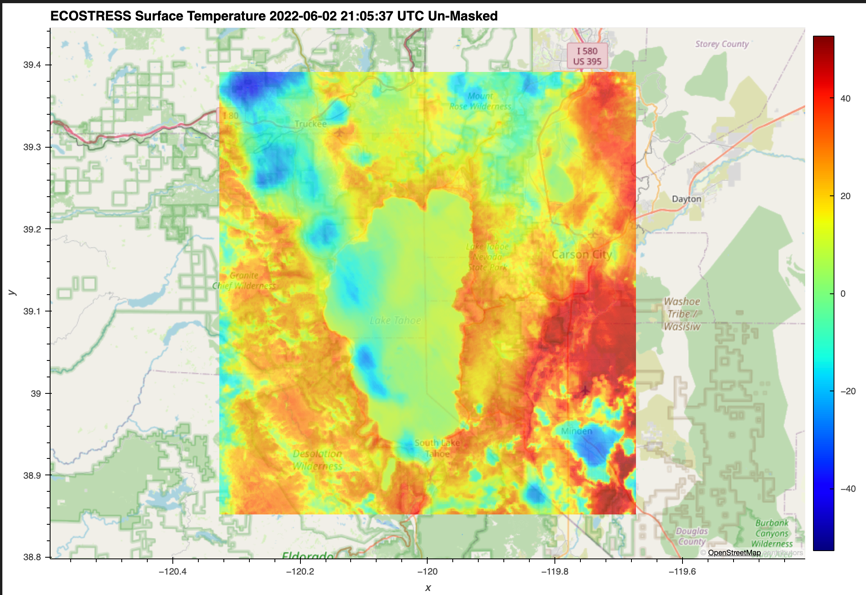 ECOSTRESS Surface Temperature 2022-06-02 21:05:37 UTC Un-Masked
I 580
US 395
Storey County
39.4
40
Mount
Rose Wilderness
I 80
Truckee
39.3
Dayton
20
39.2
Carson City
Granite
Chief Wilderness
0
y
39.1
Washoe
Tribe /
Wašišiw
Lake Tahoe
39
−20
Minden
South Lake
Tahoe
Desolation
Wilderness
38.9
−40
Douglas
County
Burbank
Canyons
Wilderness
© OpenStreetMap
38.8
Eldorado
−120.4
−120.2
−120
−119.8
−119.6
x